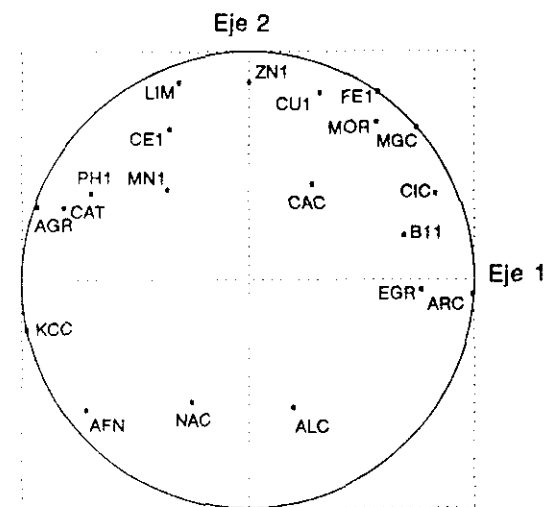 Eje 2
ZN1
LIM
CU1
FE1
MOR
MGC
CE1
PH1
MN1
CAC
CIC
AGR
CAT
B11
Eje 1
EGR
ARC
KCC
AFN
NAC
ALC